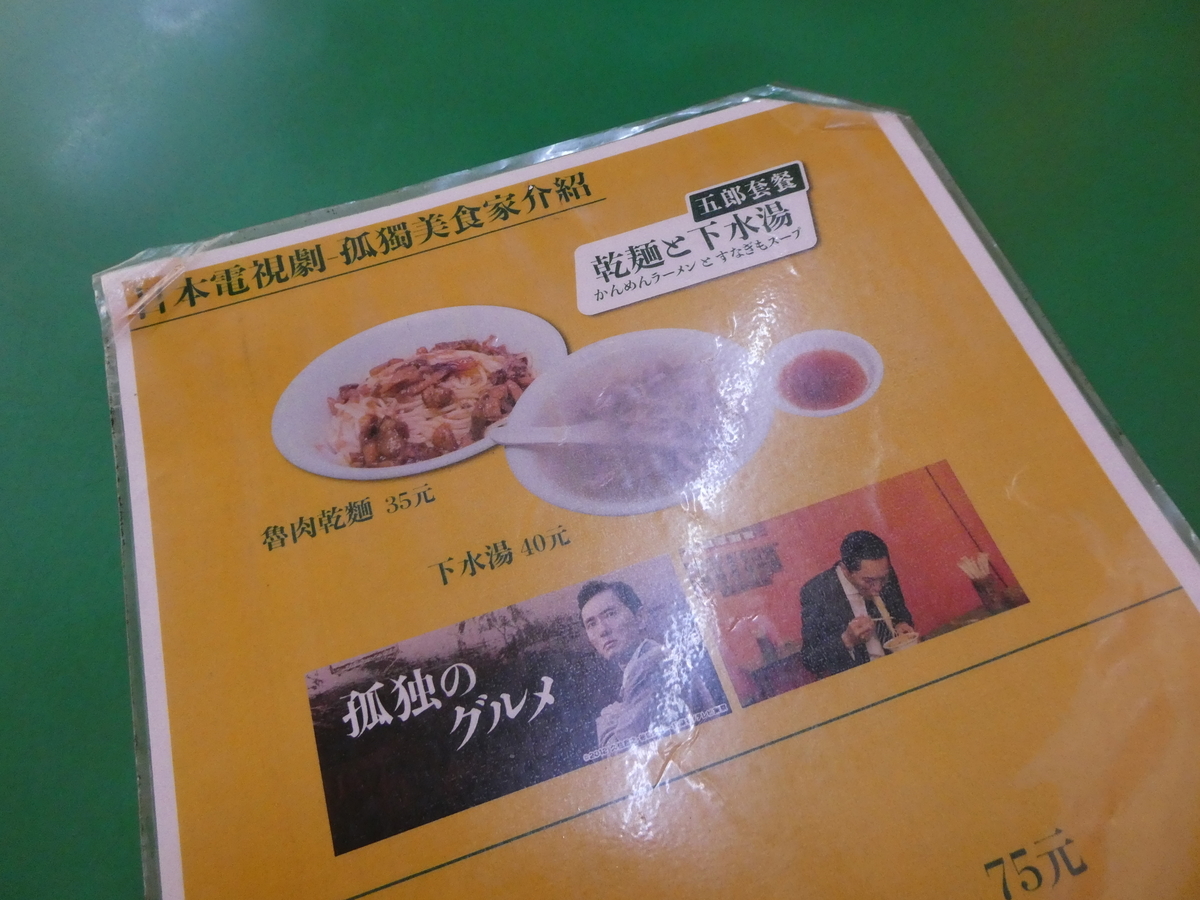 日本電視劇-孤獨美食家介紹
五郎套餐
乾麺と下水湯
かんめんラーメン と すなぎもスープ
魯肉乾麵 35元
下水湯 40元
孤独の
グルメ
75元